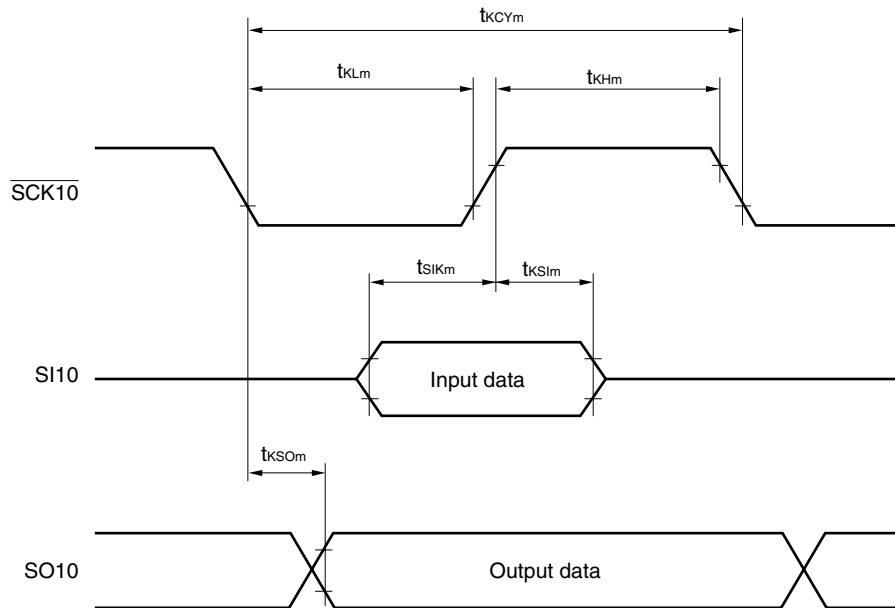 tKCYm
tKLm
tKHm
SCK10
tSIKm
tKSIm
SI10
Input data
tKSOm
SO10
Output data